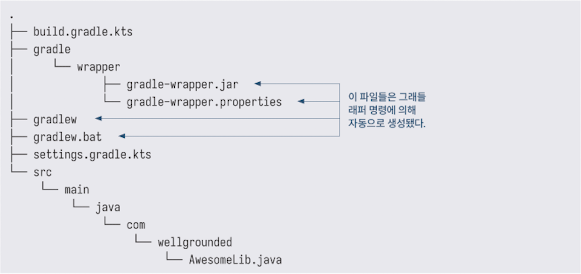 .
├── build.gradle.kts
├── gradle
│   └── wrapper
│       ├── gradle-wrapper.jar
│       └── gradle-wrapper.properties
├── gradlew
├── gradlew.bat
├── settings.gradle.kts
└── src
    └── main
        └── java
            └── com
                └── wellgrounded
                    └── AwesomeLib.java
이 파일들은 그래들
래퍼 명령에 의해
자동으로 생성됐다.